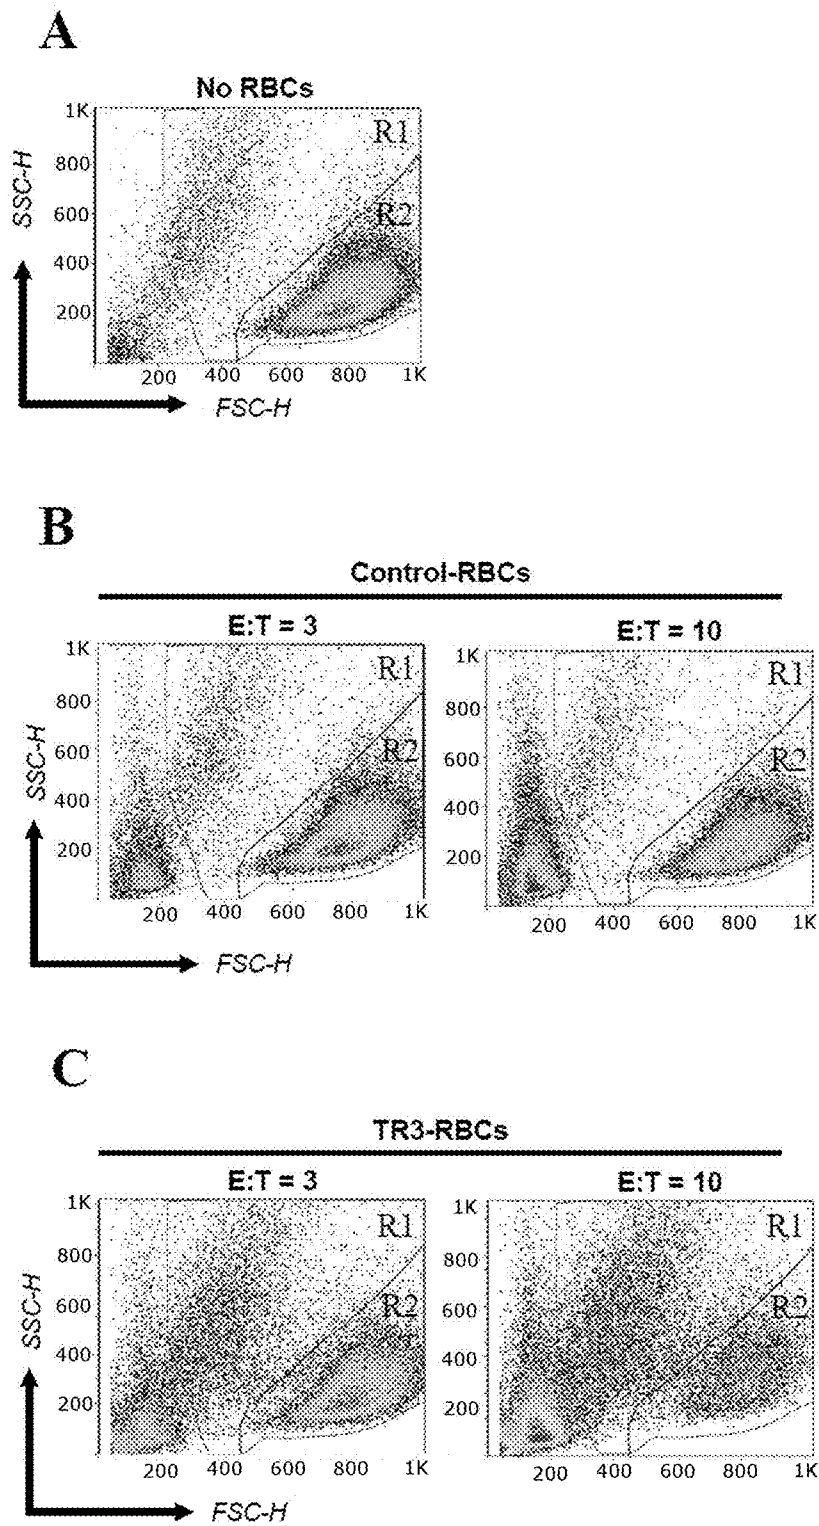 A
No RBCs
1K
800
600
400
200
SSC-H
R1
R2
200 400 600 800 1K
FSC-H
B
Control-RBCs
E:T = 3
1K
800
600
400
200
SSC-H
R1
R2
200 400 600 800 1K
FSC-H
E:T = 10
1K
800
600
400
200
R1
R2
200 400 600 800 1K
C
TR3-RBCs
E:T = 3
1K
800
600
400
200
SSC-H
R1
R2
200 400 600 800 1K
FSC-H
E:T = 10
1K
800
600
400
200
R1
R2
200 400 600 800 1K